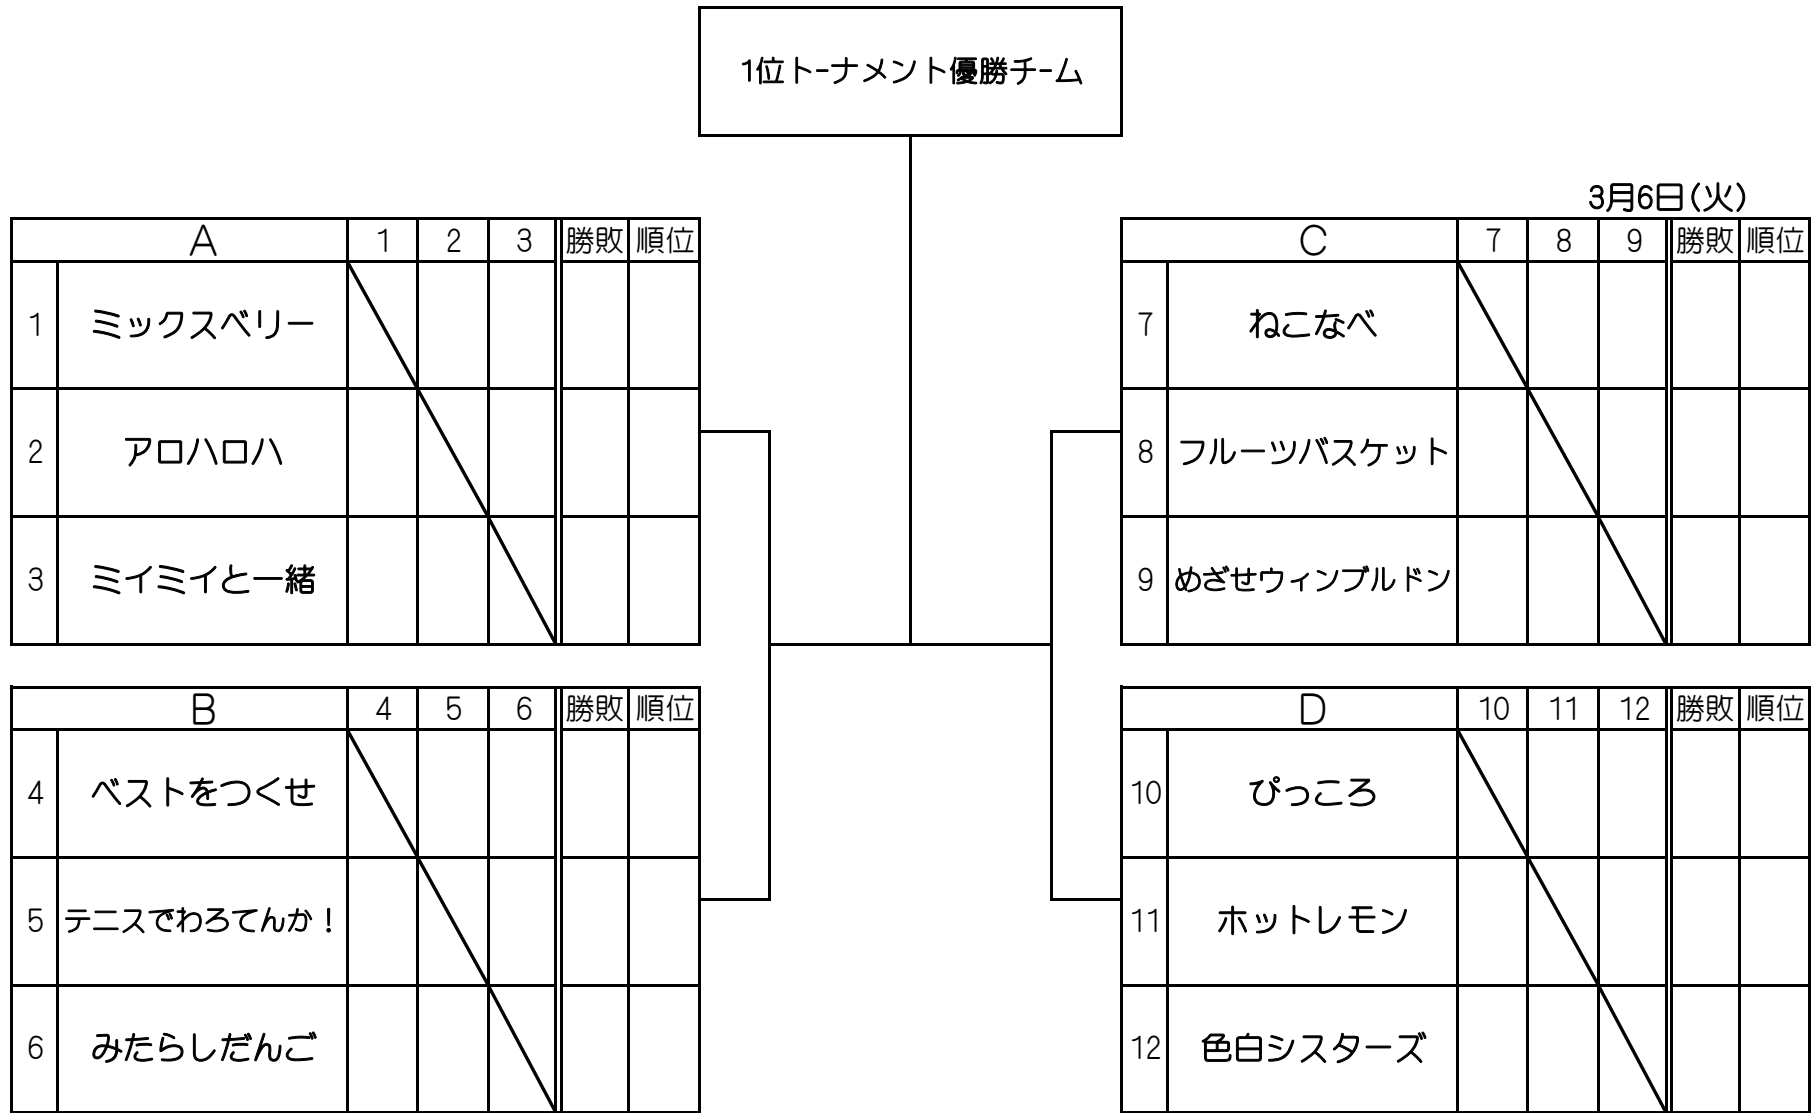 1位トーナメント優勝チーム
3月6日(火)
A 1 2 3 勝敗 順位
1 ミックスベリー
2 アロハロハ
3 ミイミイと一緒
C 7 8 9 勝敗 順位
7 ねこなべ
8 フルーツバスケット
9 めざせウィンブルドン
B 4 5 6 勝敗 順位
4 ベストをつくせ
5 テニスでわろてんか！
6 みたらしだんご
D 10 11 12 勝敗 順位
10 ぴっころ
11 ホットレモン
12 色白シスターズ